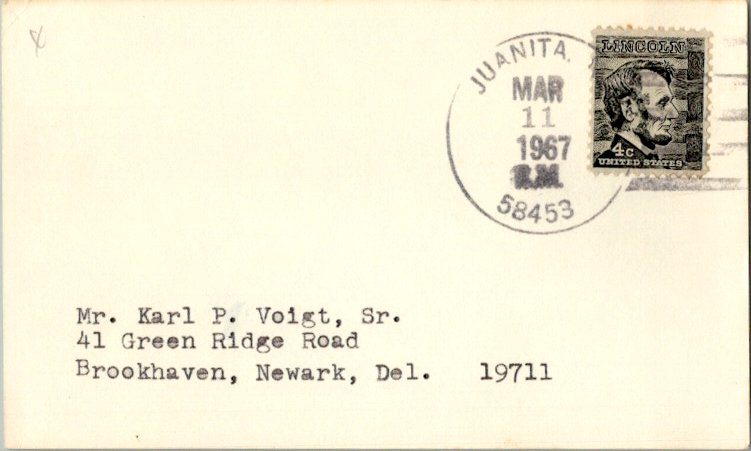 JUANITA.
MAR
11
1967
58453
LINCOLN
4c
UNITED STATES
Mr. Karl P. Voigt, Sr.
41 Green Ridge Road
Brookhaven, Newark, Del. 19711